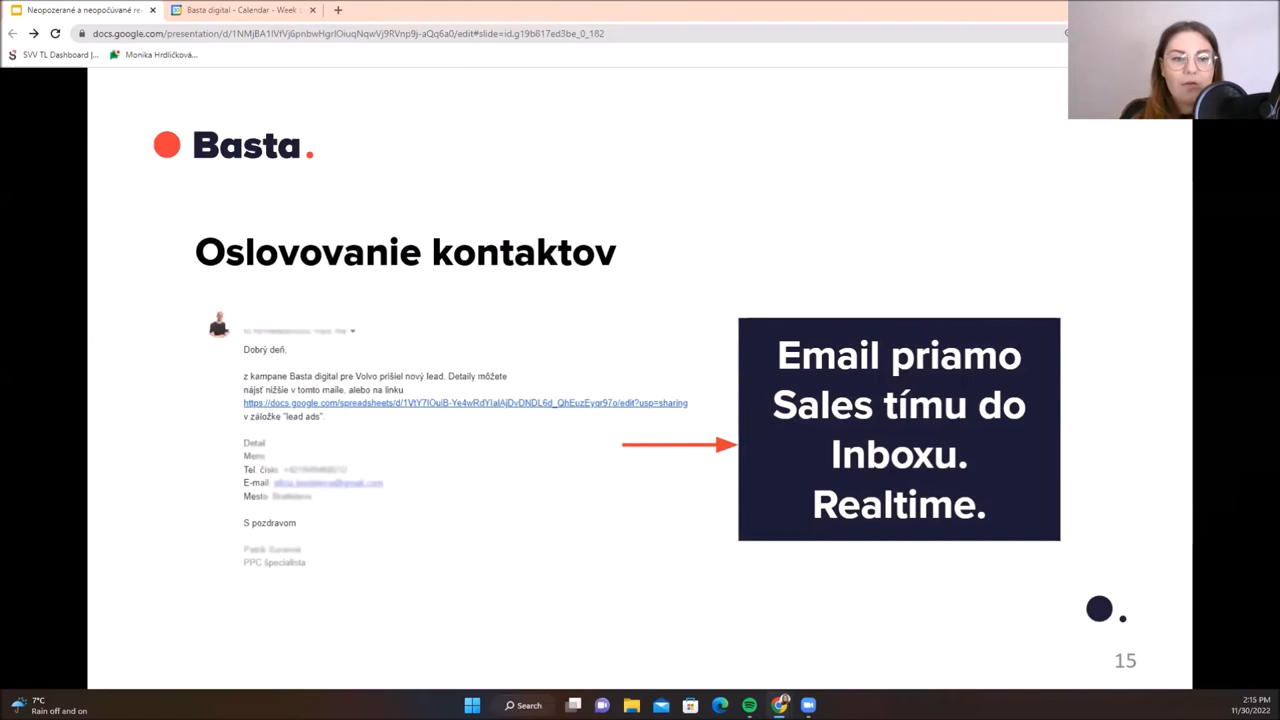 Neopozerané a neopočúvané re
Basta digital - Calendar - Week
docs.google.com/presentation/d/1NMjBA1IVfVj6pnbwHgrIOiuqNqwVj9RVnp9j-aQq6a0/edit#slide=id.g19b817ed3be_0_182
SVV TL Dashboard |...
Monika Hrdličková...
Basta.
Oslovovanie kontaktov
Dobrý deň,
z kampane Basta digital pre Volvo prišiel nový lead. Detaily môžete
nájsť nižšie v tomto maile, alebo na linku
https://docs.google.com/spreadsheets/d/1VtY7IOuiB-Ye4wRdYIalAjDvDNDL6d_QhEuzEyqr97o/edit?usp=sharing
v záložke "lead ads".
Detail
Meno
Tel. číslo
E-mail
Mesto
S pozdravom
PPC špecialista
Email priamo
Sales tímu do
Inboxu.
Realtime.
15
7°C
Rain off and on
Search
2:15 PM
11/30/2022